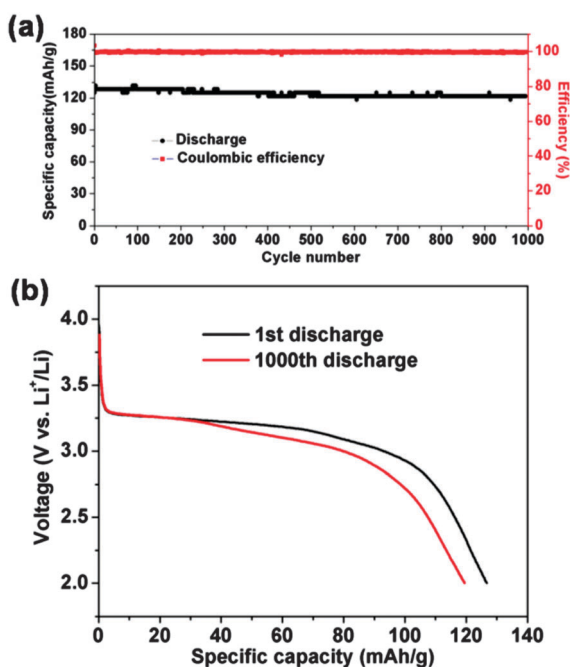 (a)
180
150
120
90
60
30
0
Specific capacity(mAh/g)
Discharge
Coulombic efficiency
100
80
60
40
20
0
Efficiency (%)
0 100 200 300 400 500 600 700 800 900 1000
Cycle number
(b)
4.0
3.5
3.0
2.5
2.0
Voltage (V vs. Li⁺/Li)
1st discharge
1000th discharge
0 20 40 60 80 100 120 140
Specific capacity (mAh/g)